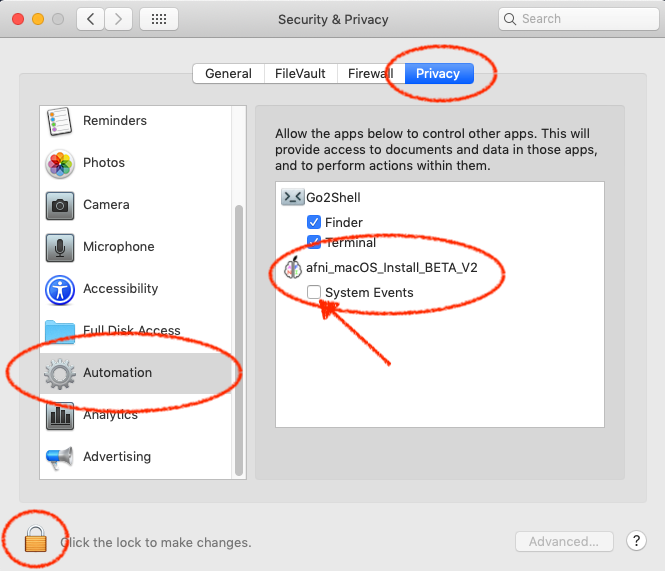 Security & Privacy
Search
General
FileVault
Firewall
Privacy
Reminders
Photos
Camera
Microphone
Accessibility
Full Disk Access
Automation
Analytics
Advertising
Allow the apps below to control other apps. This will
provide access to documents and data in those apps,
and to perform actions within them.
Go2Shell
Finder
Terminal
afni_macOS_Install_BETA_V2
System Events
Click the lock to make changes.
Advanced...
?